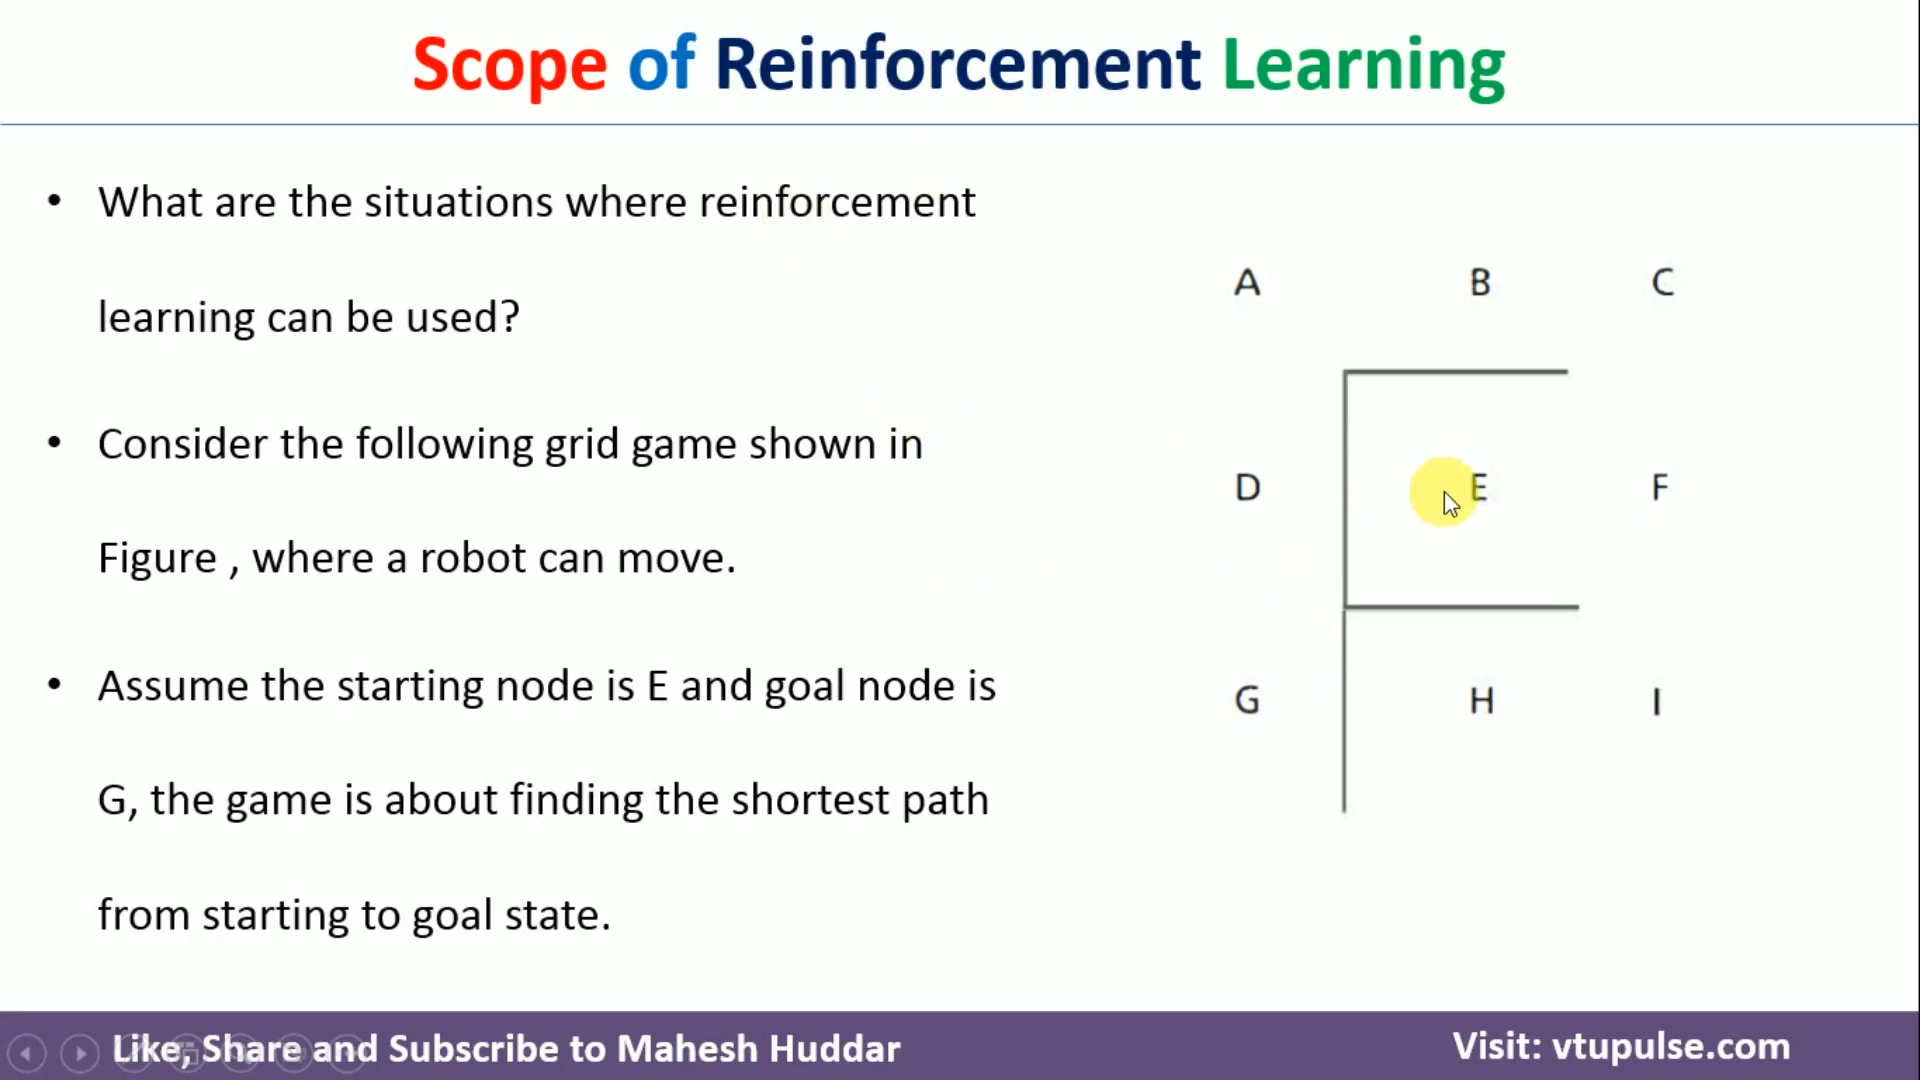 Scope of Reinforcement Learning
• What are the situations where reinforcement
learning can be used?
• Consider the following grid game shown in
Figure , where a robot can move.
• Assume the starting node is E and goal node is
G, the game is about finding the shortest path
from starting to goal state.
A B C
D E F
G H I
Like, Share and Subscribe to Mahesh Huddar
Visit: vtupulse.com